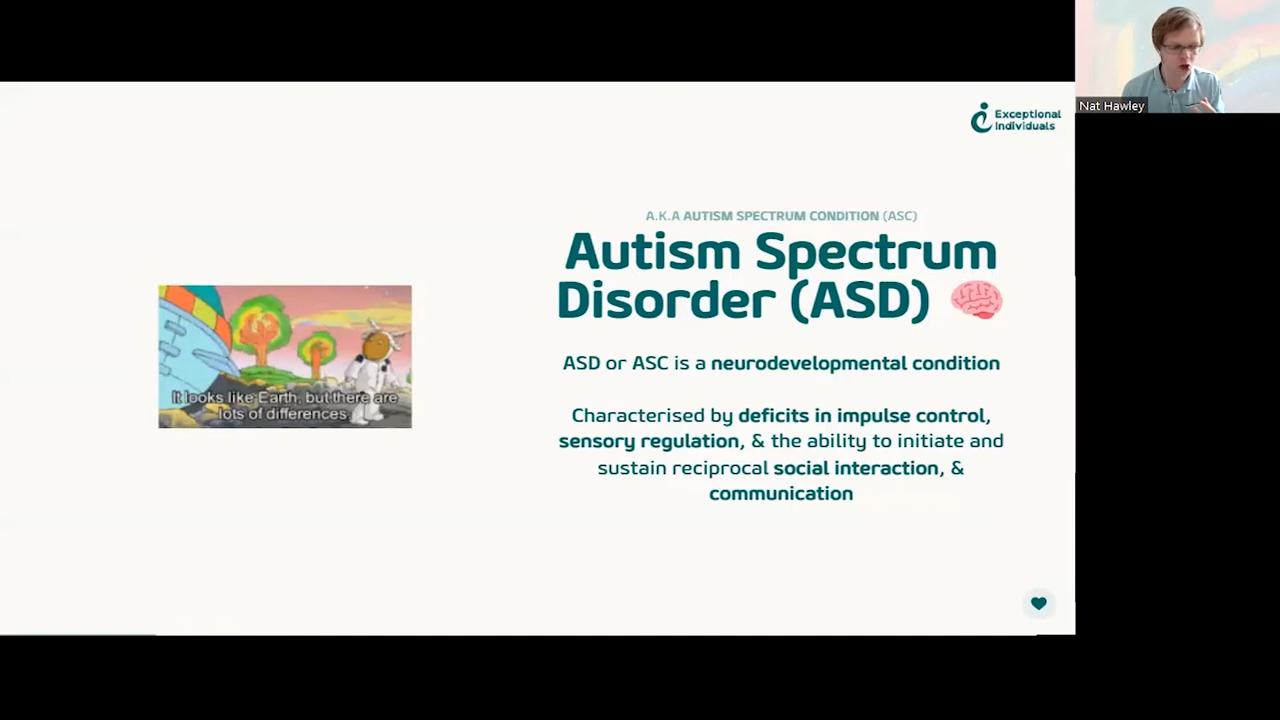 Nat Hawley
Exceptional
Individuals
A.K.A AUTISM SPECTRUM CONDITION (ASC)
Autism Spectrum
Disorder (ASD)
ASD or ASC is a neurodevelopmental condition
Characterised by deficits in impulse control,
sensory regulation, & the ability to initiate and
sustain reciprocal social interaction, &
communication
It looks like Earth, but there are
lots of differences.